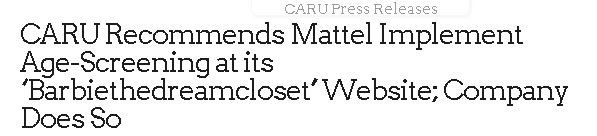 CARU Press Releases
CARU Recommends Mattel Implement
Age-Screening at its
‘Barbiethedreamcloset’ Website; Company
Does So